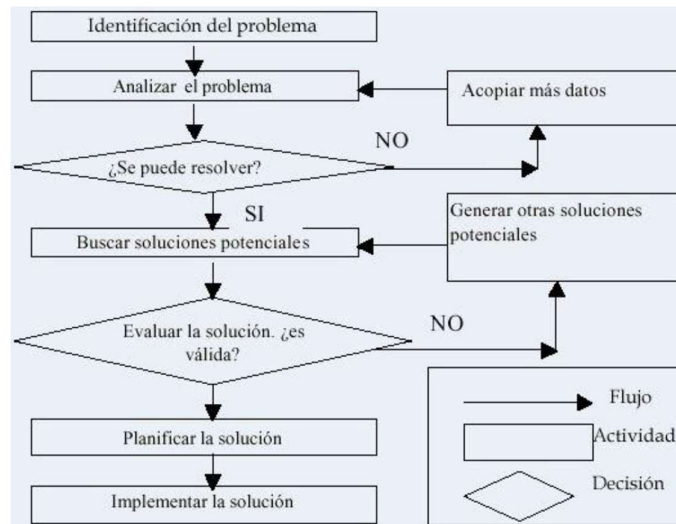 Identificación del problema
Analizar el problema
Acopiar más datos
¿Se puede resolver?
NO
SI
Buscar soluciones potenciales
Generar otras soluciones
potenciales
Evaluar la solución. ¿es
válida?
NO
Planificar la solución
Implementar la solución
Flujo
Actividad
Decisión